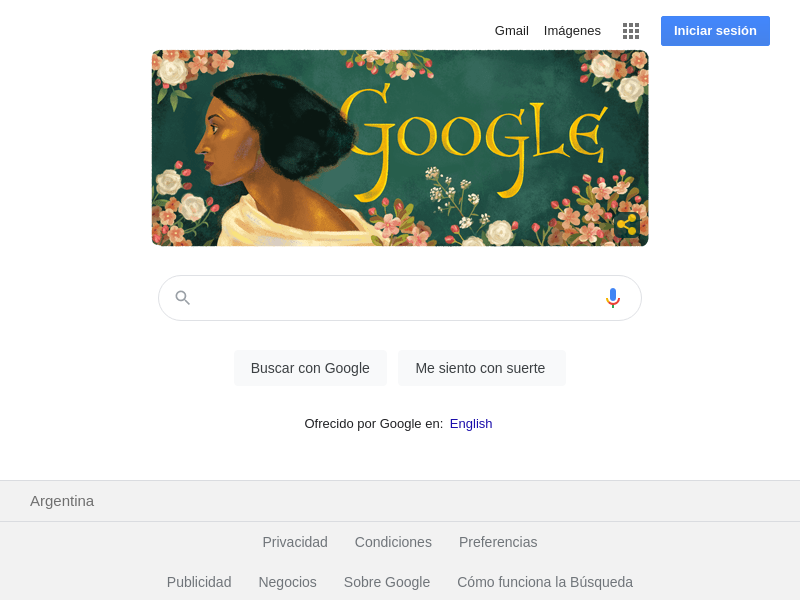 Gmail Imágenes Iniciar sesión
GOOGLE
Buscar con Google Me siento con suerte
Ofrecido por Google en: English
Argentina
Privacidad Condiciones Preferencias
Publicidad Negocios Sobre Google Cómo funciona la Búsqueda